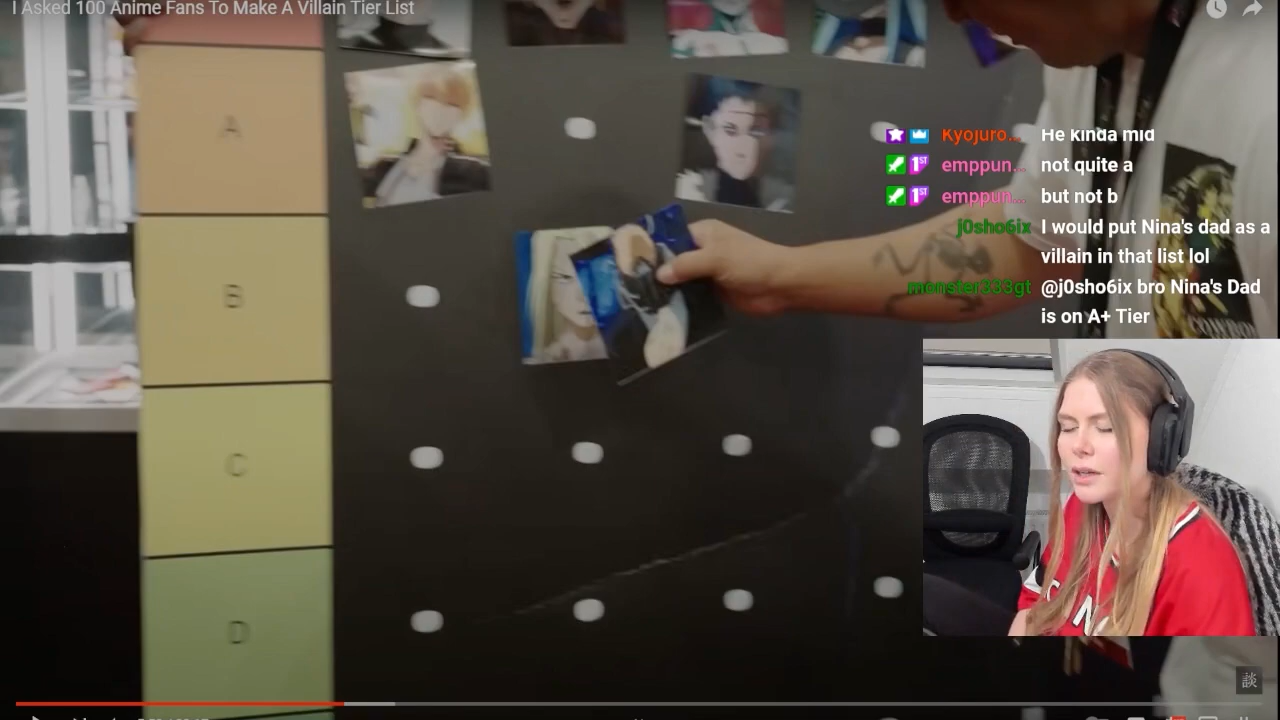 I Asked 100 Anime Fans To Make A Villain Tier List
A
B
C
D
Kyojuro... He kinda mid
emppun... not quite a
emppun... but not b
j0sho6ix I would put Nina's dad as a
villain in that list lol
monster333gt @j0sho6ix bro Nina's Dad
is on A+ Tier
談